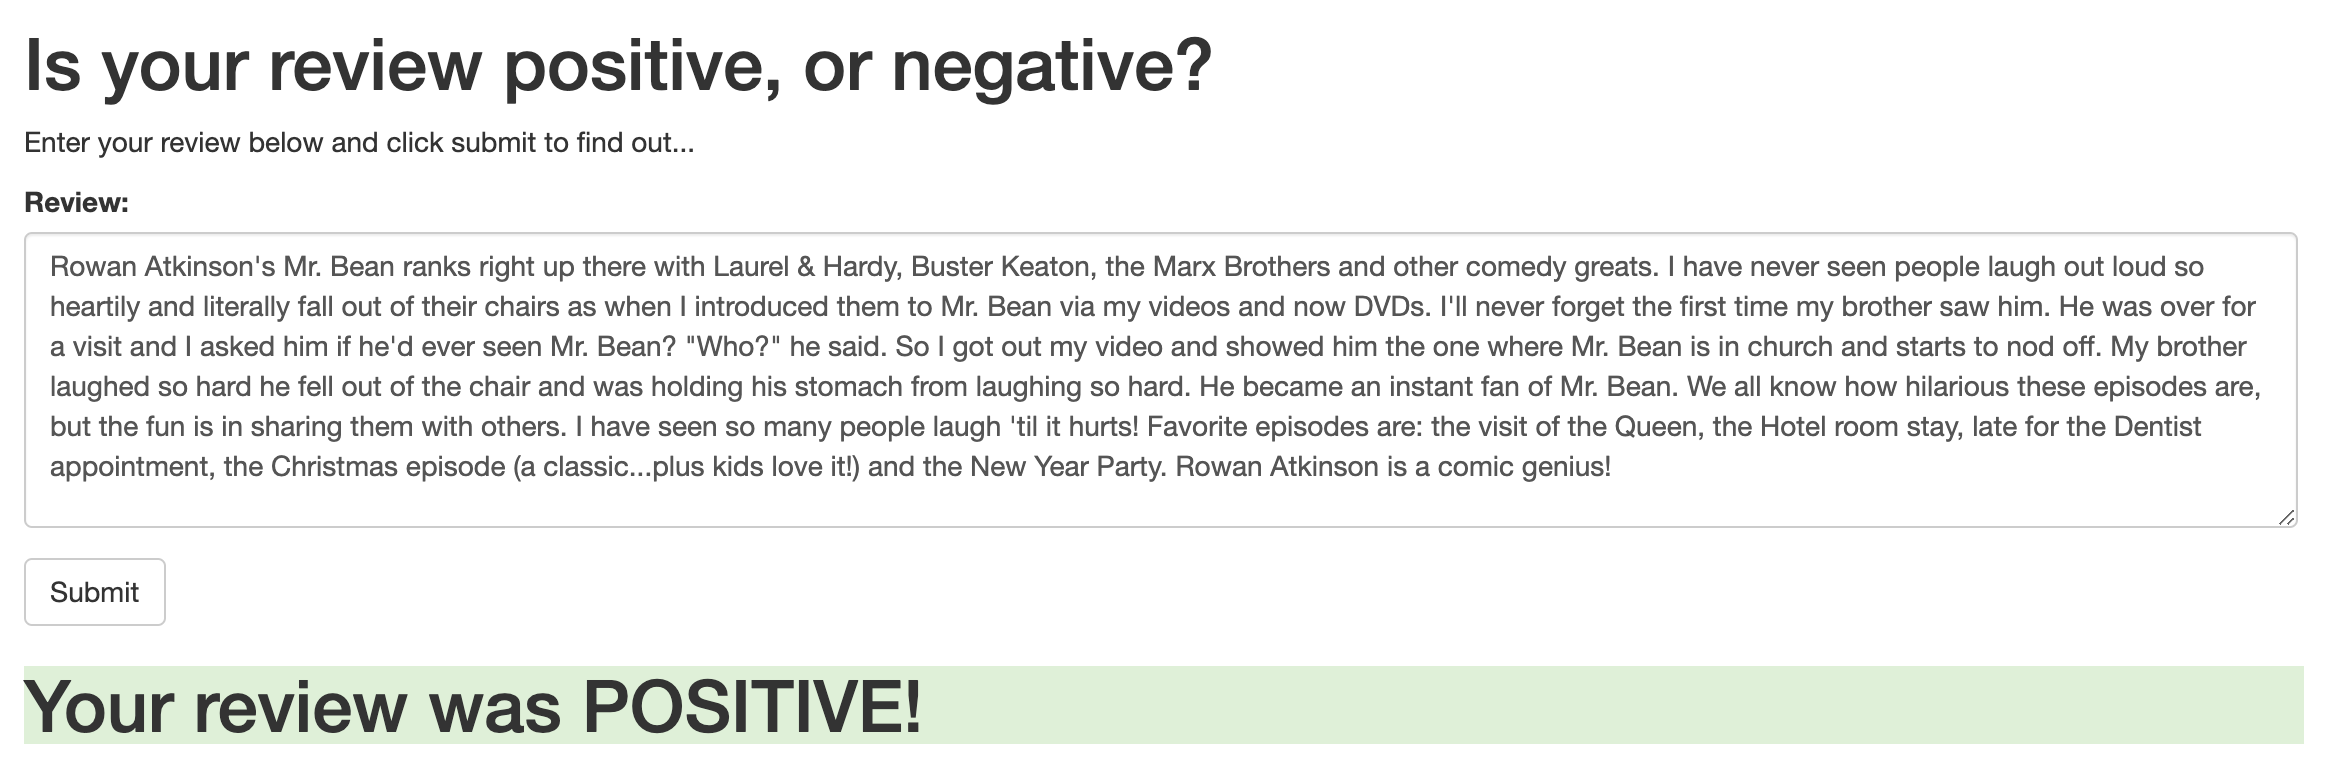 Is your review positive, or negative?
Enter your review below and click submit to find out...
Review:
Rowan Atkinson's Mr. Bean ranks right up there with Laurel & Hardy, Buster Keaton, the Marx Brothers and other comedy greats. I have never seen people laugh out loud so
heartily and literally fall out of their chairs as when I introduced them to Mr. Bean via my videos and now DVDs. I'll never forget the first time my brother saw him. He was over for
a visit and I asked him if he'd ever seen Mr. Bean? "Who?" he said. So I got out my video and showed him the one where Mr. Bean is in church and starts to nod off. My brother
laughed so hard he fell out of the chair and was holding his stomach from laughing so hard. He became an instant fan of Mr. Bean. We all know how hilarious these episodes are,
but the fun is in sharing them with others. I have seen so many people laugh 'til it hurts! Favorite episodes are: the visit of the Queen, the Hotel room stay, late for the Dentist
appointment, the Christmas episode (a classic...plus kids love it!) and the New Year Party. Rowan Atkinson is a comic genius!
Submit
Your review was POSITIVE!